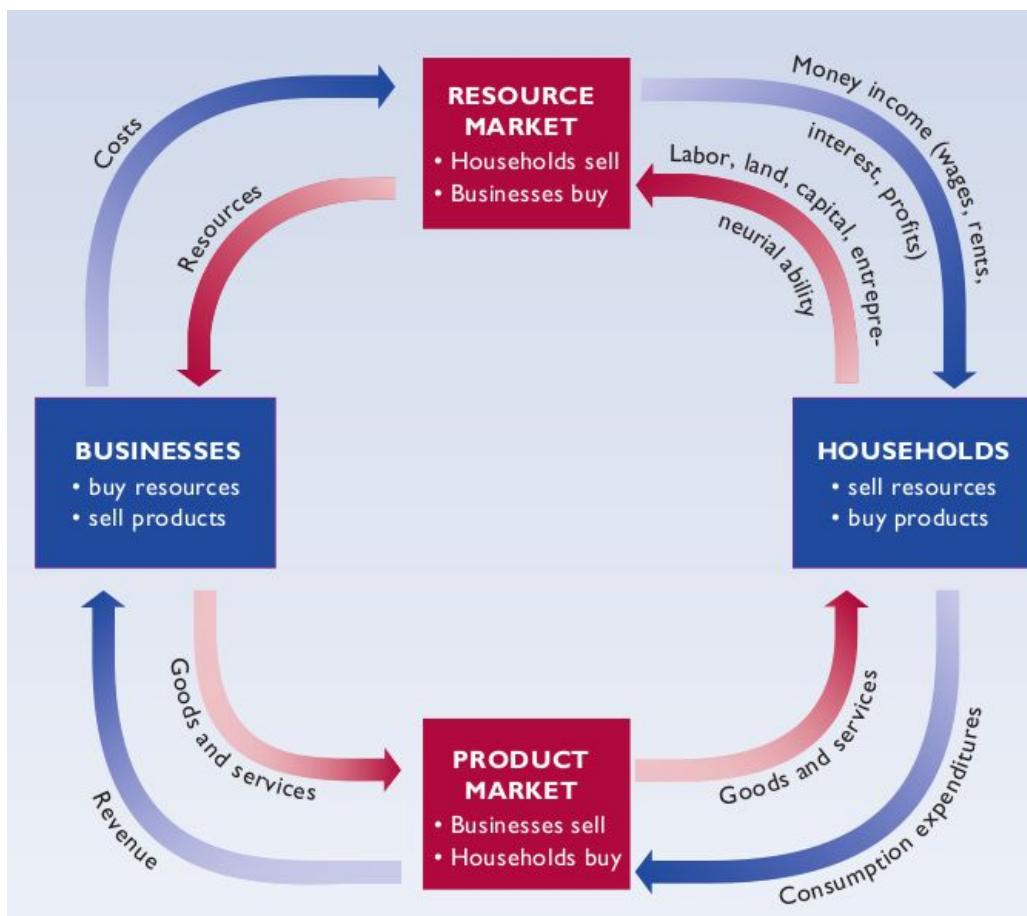 RESOURCE
MARKET
• Households sell
• Businesses buy
Costs
Resources
Money income (wages, rents,
interest, profits)
Labor, land, capital, entrepre-
neurial ability
BUSINESSES
• buy resources
• sell products
HOUSEHOLDS
• sell resources
• buy products
Goods and services
Revenue
PRODUCT
MARKET
• Businesses sell
• Households buy
Goods and services
Consumption expenditures